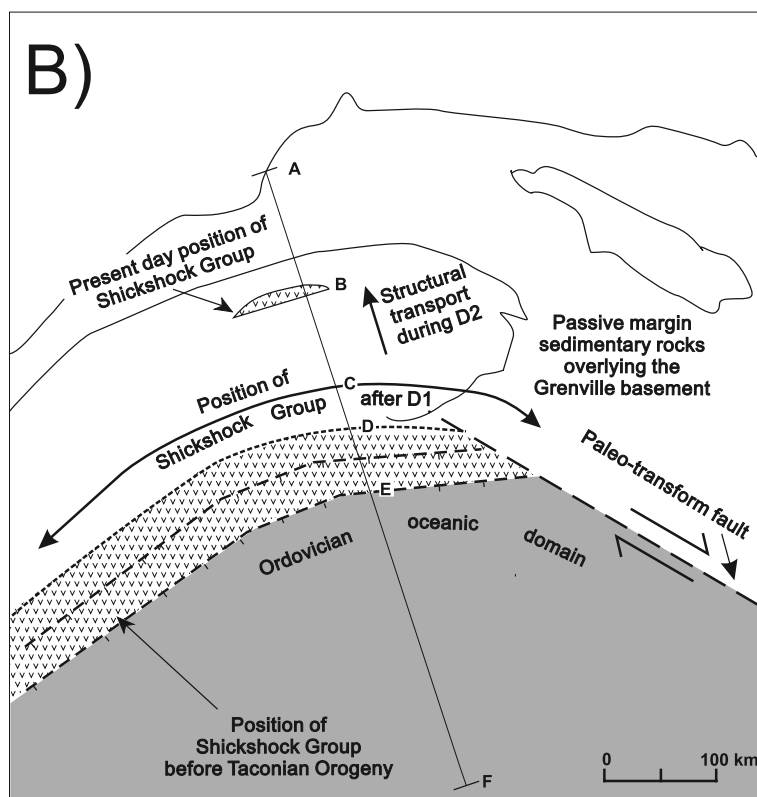 B)
A
Present day position of
Shickshock Group
B
Structural
transport
during D2
Passive margin
sedimentary rocks
overlying the
Grenville basement
Position of
Shickshock Group
C
after D1
D
Paleo-transform fault
E
Ordovician
oceanic
domain
Position of
Shickshock Group
before Taconian Orogeny
F
0
100 km